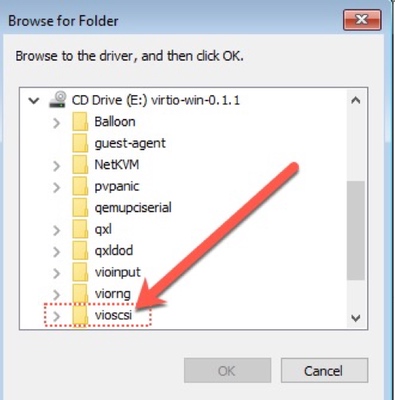 Browse for Folder
Browse to the driver, and then click OK.
CD Drive (E:) virtio-win-0.1.1
Balloon
guest-agent
NetKVM
pvpanic
qemupciserial
qxl
qxldod
vioinput
viorng
vioscsi
OK
Cancel